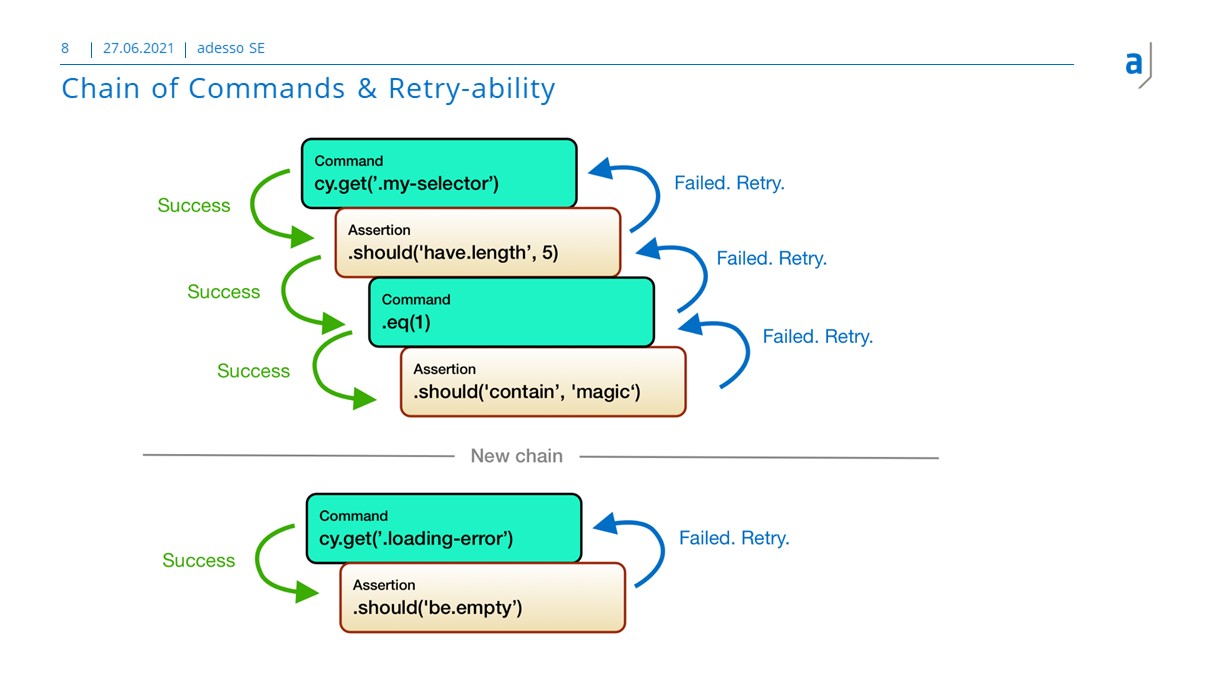 8 | 27.06.2021 | adesso SE
a
Chain of Commands & Retry-ability
Command
cy.get(’.my-selector’)
Failed. Retry.
Success
Assertion
.should('have.length’, 5)
Failed. Retry.
Success
Command
.eq(1)
Failed. Retry.
Success
Assertion
.should('contain’, 'magic‘)
New chain
Command
cy.get(’.loading-error’)
Failed. Retry.
Success
Assertion
.should('be.empty’)